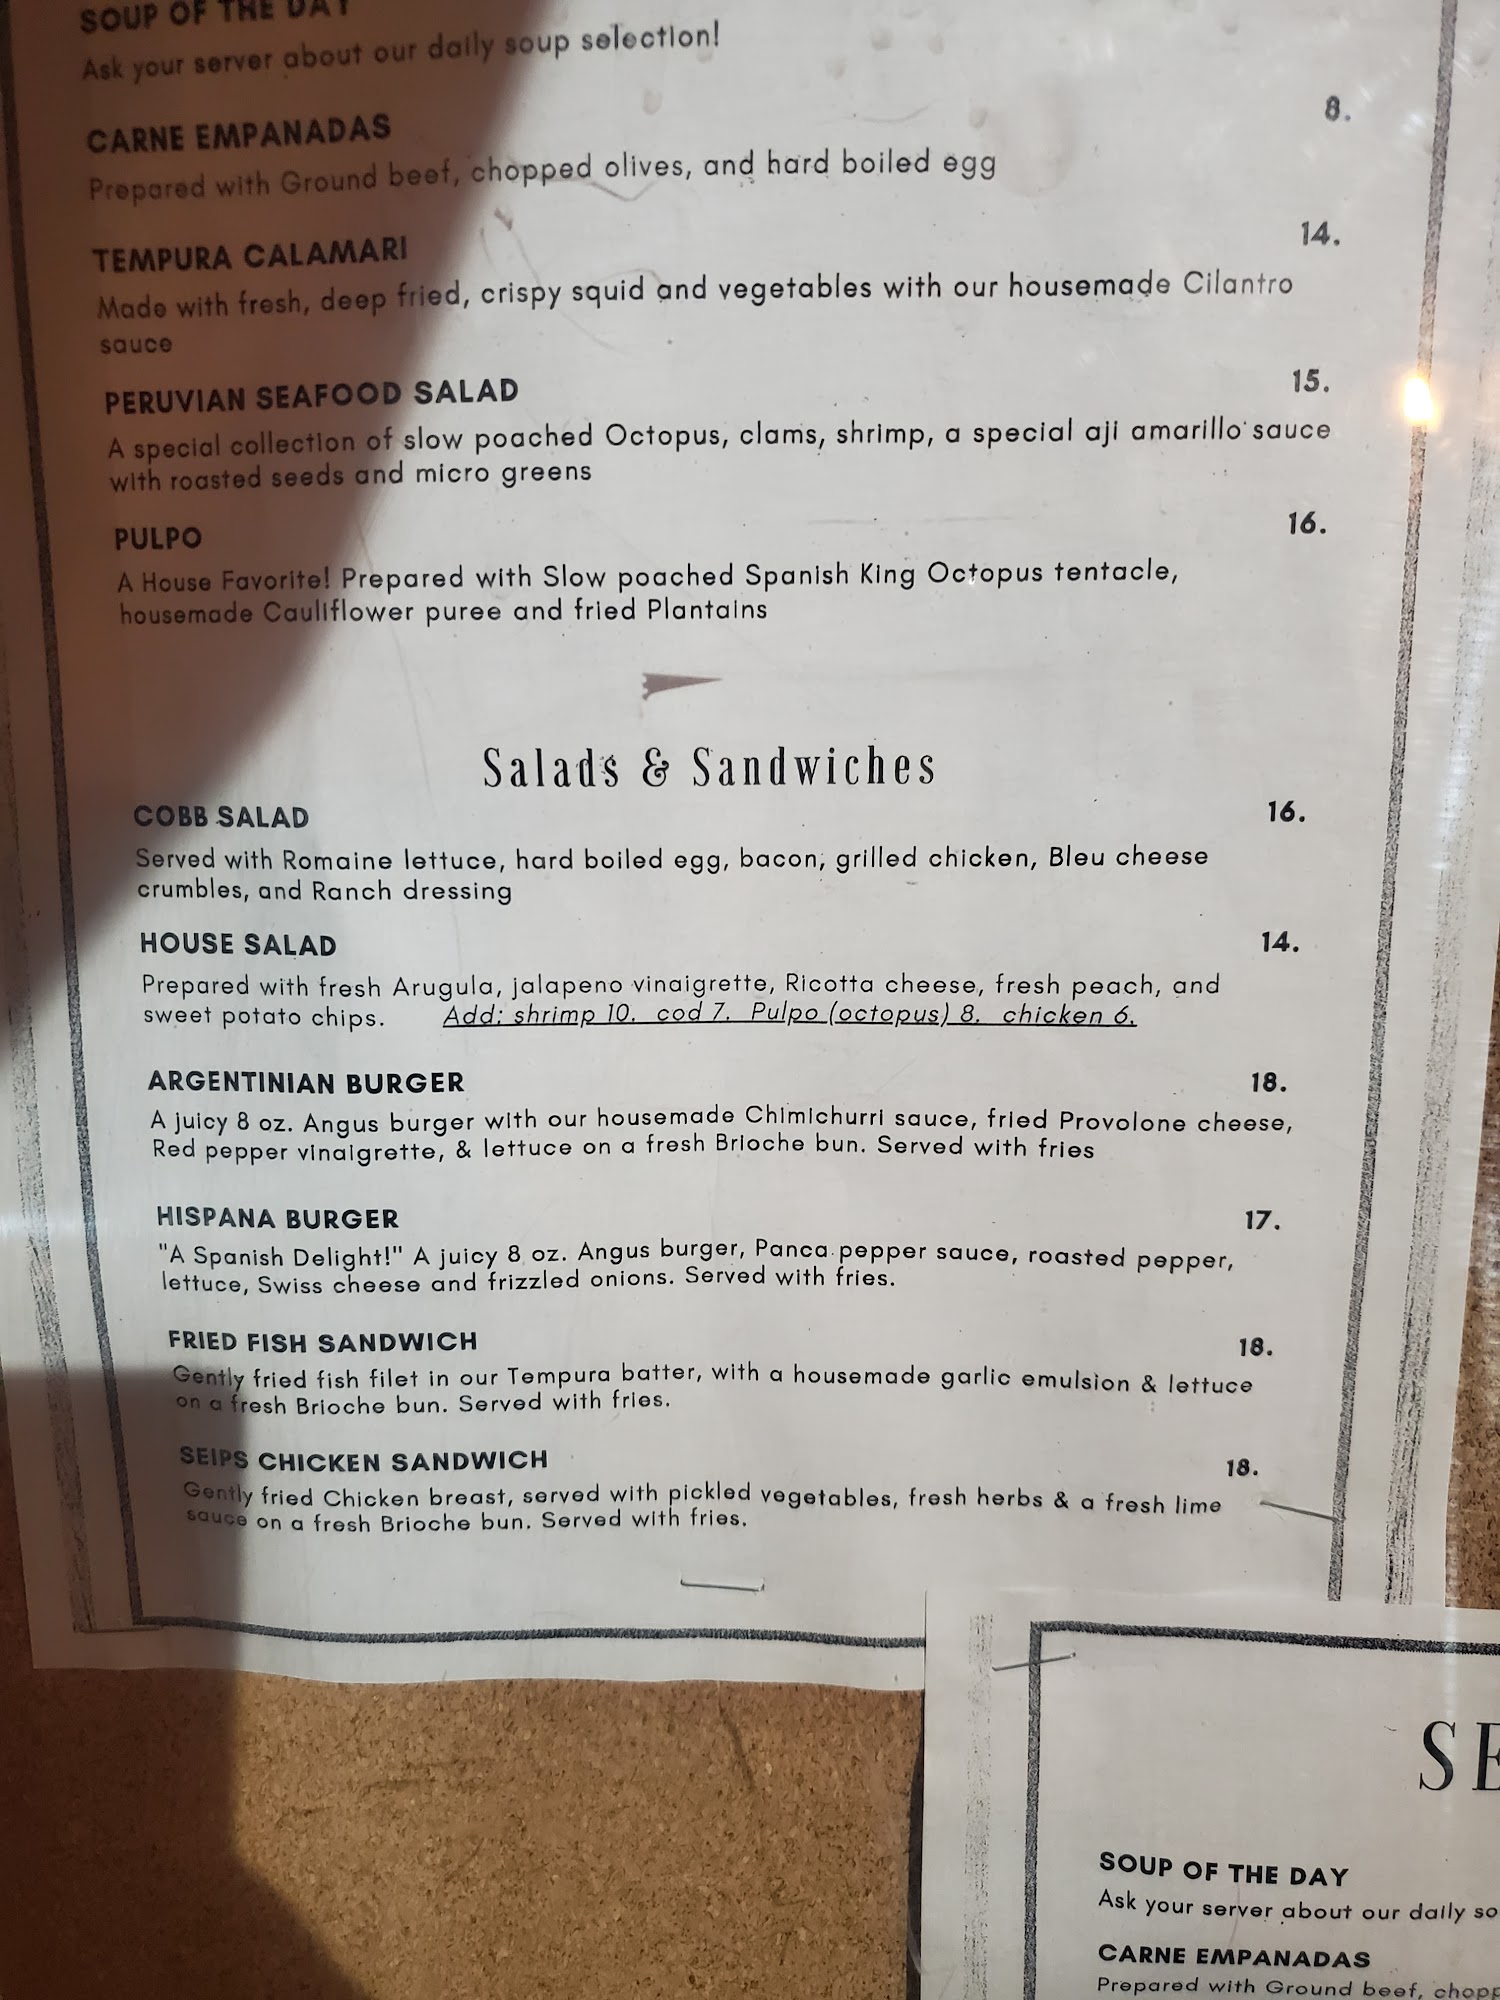 SOUP OF THE DAY
Ask your server about our daily soup selection!
CARNE EMPANADAS 8.
Prepared with Ground beef, chopped olives, and hard boiled egg
TEMPURA CALAMARI 14.
Made with fresh, deep fried, crispy squid and vegetables with our housemade Cilantro
sauce
PERUVIAN SEAFOOD SALAD 15.
A special collection of slow poached Octopus, clams, shrimp, a special aji amarillo sauce
with roasted seeds and micro greens
PULPO 16.
A House Favorite! Prepared with Slow poached Spanish King Octopus tentacle,
housemade Cauliflower puree and fried Plantains
Salads & Sandwiches
COBB SALAD 16.
Served with Romaine lettuce, hard boiled egg, bacon, grilled chicken, Bleu cheese
crumbles, and Ranch dressing
HOUSE SALAD 14.
Prepared with fresh Arugula, jalapeno vinaigrette, Ricotta cheese, fresh peach, and
sweet potato chips. Add: shrimp 10. cod 7. Pulpo (octopus) 8. chicken 6.
ARGENTINIAN BURGER 18.
A juicy 8 oz. Angus burger with our housemade Chimichurri sauce, fried Provolone cheese,
Red pepper vinaigrette, & lettuce on a fresh Brioche bun. Served with fries
HISPANA BURGER 17.
"A Spanish Delight!" A juicy 8 oz. Angus burger, Panca pepper sauce, roasted pepper,
lettuce, Swiss cheese and frizzled onions. Served with fries.
FRIED FISH SANDWICH 18.
Gently fried fish filet in our Tempura batter, with a housemade garlic emulsion & lettuce
on a fresh Brioche bun. Served with fries.
SEIPS CHICKEN SANDWICH 18.
Gently fried Chicken breast, served with pickled vegetables, fresh herbs & a fresh lime
sauce on a fresh Brioche bun. Served with fries.
SE
SOUP OF THE DAY
Ask your server about our daily so
CARNE EMPANADAS
Prepared with Ground beef, chopp